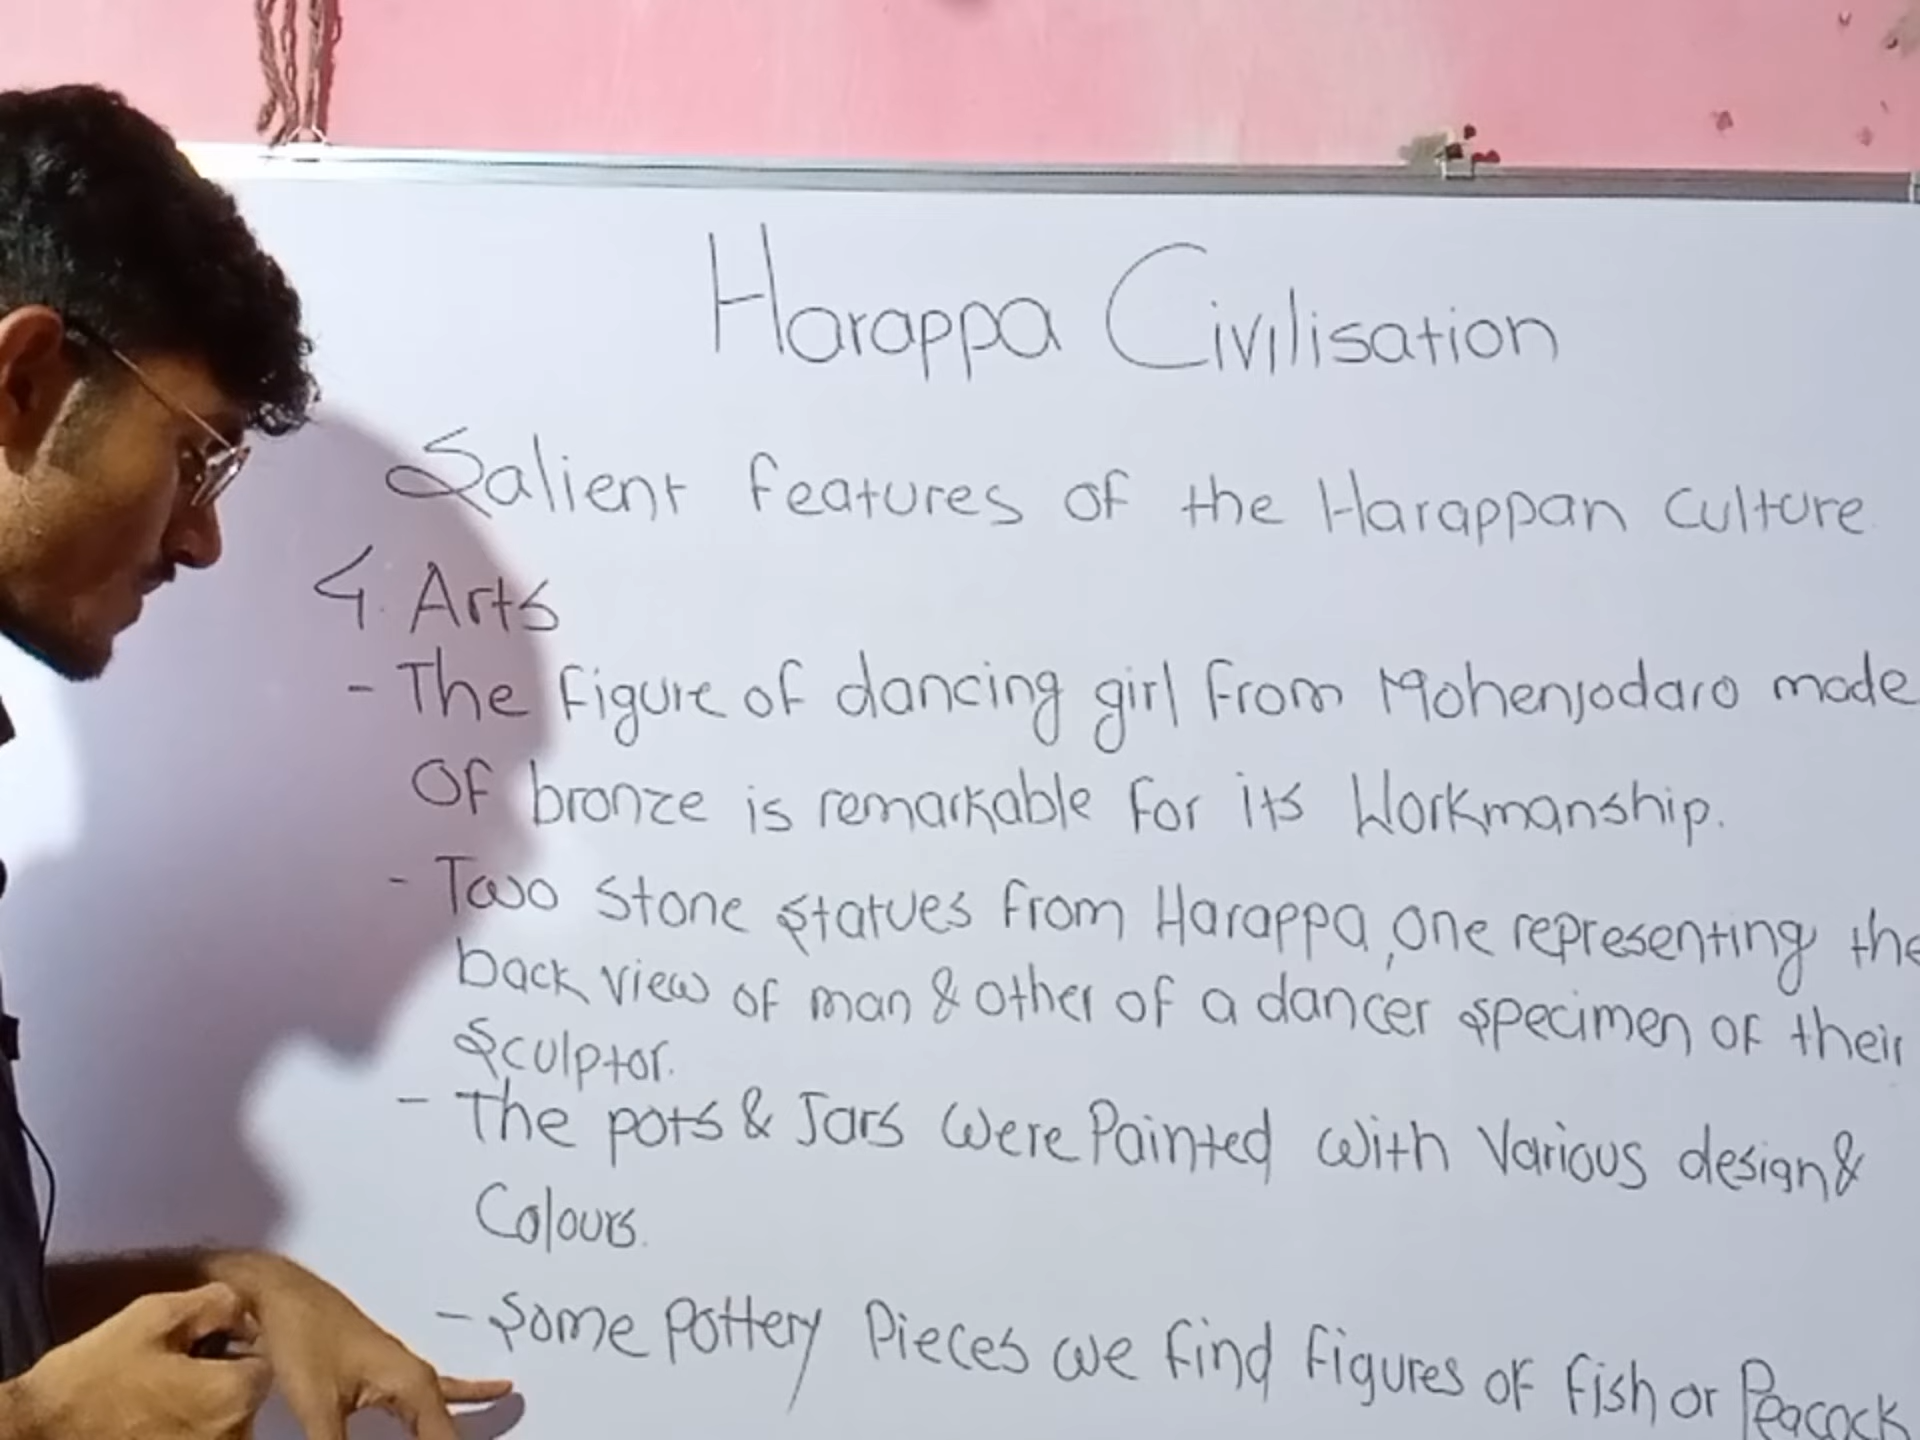 Harappa Civilisation
Salient features of the Harappan culture
4. Arts
- The figure of dancing girl from Mohenjodaro made
of bronze is remarkable for its Workmanship.
- Two stone statues from Harappa, one representing the
back view of man & other of a dancer specimen of their
sculptor.
- The pots & Jars were Painted with various design &
Colours.
- Some pottery Pieces we find figures of fish or Peacock